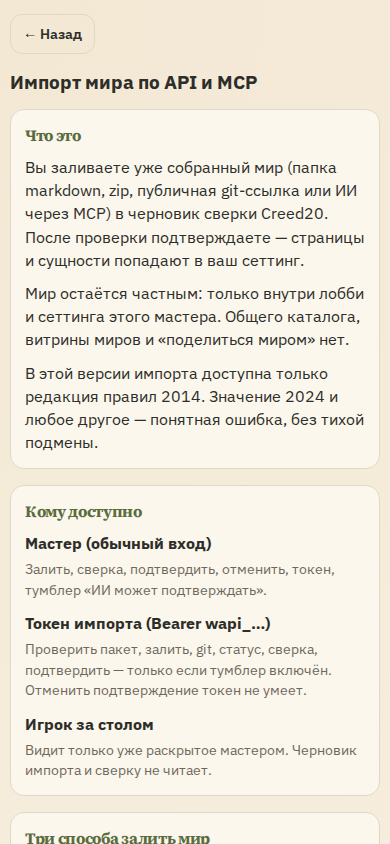 ← Назад
Импорт мира по API и MCP
Что это
Вы заливаете уже собранный мир (папка
markdown, zip, публичная git-ссылка или ИИ
через MCP) в черновик сверки Creed20.
После проверки подтверждаете — страницы
и сущности попадают в ваш сеттинг.
Мир остаётся частным: только внутри лобби
и сеттинга этого мастера. Общего каталога,
витрины миров и «поделиться миром» нет.
В этой версии импорта доступна только
редакция правил 2014. Значение 2024 и
любое другое — понятная ошибка, без тихой
подмены.
Кому доступно
Мастер (обычный вход)
Залить, сверка, подтвердить, отменить, токен,
тумблер «ИИ может подтверждать».
Токен импорта (Bearer wapi_…)
Проверить пакет, залить, git, статус, сверка,
подтвердить — только если тумблер включён.
Отменить подтверждение токен не умеет.
Игрок за столом
Видит только уже раскрытое мастером. Черновик
импорта и сверку не читает.
Три способа залить мир